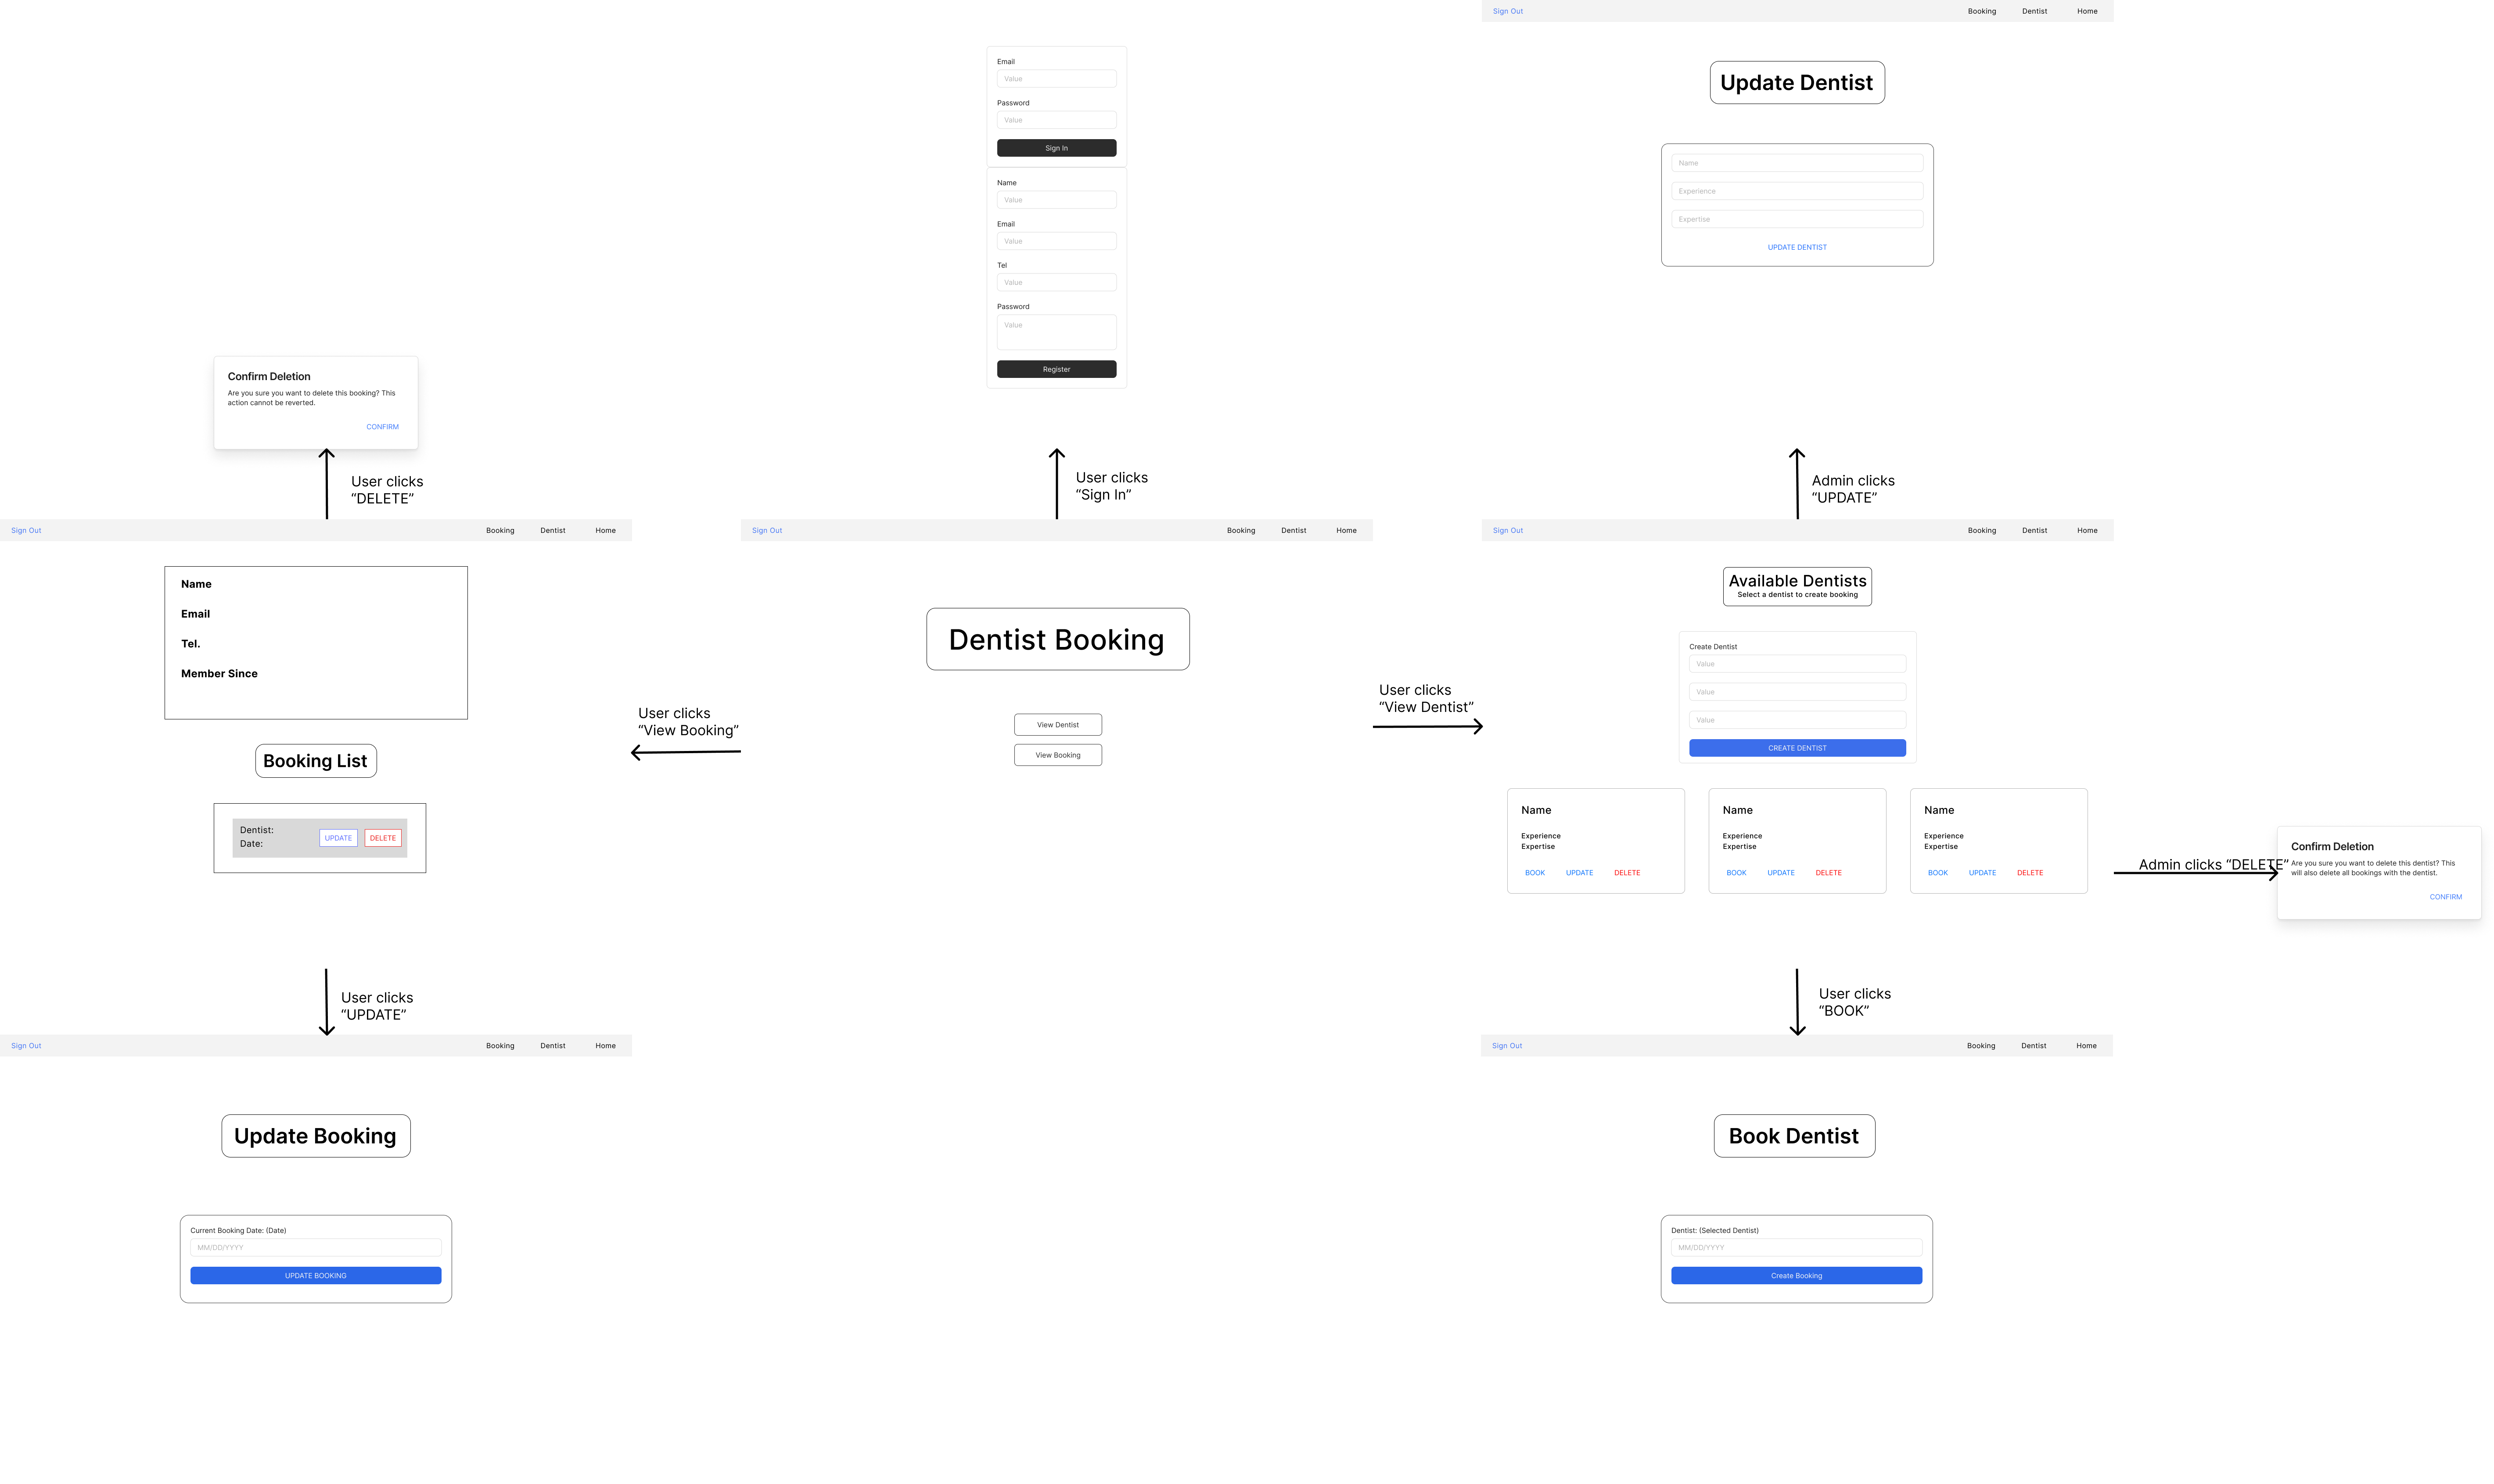 Sign Out
Booking
Dentist
Home
Update Dentist
Name
Experience
Expertise
UPDATE DENTIST
Email
Value
Password
Value
Sign In
Name
Value
Email
Value
Tel
Value
Password
Value
Register
Confirm Deletion
Are you sure you want to delete this booking? This
action cannot be reverted.
CONFIRM
User clicks
“DELETE”
User clicks
“Sign In”
Admin clicks
“UPDATE”
Sign Out
Booking
Dentist
Home
Name
Email
Tel.
Member Since
Booking List
Dentist:
Date:
UPDATE
DELETE
User clicks
“View Booking”
Sign Out
Booking
Dentist
Home
Dentist Booking
View Dentist
View Booking
User clicks
“View Dentist”
Sign Out
Booking
Dentist
Home
Available Dentists
Select a dentist to create booking
Create Dentist
Value
Value
Value
CREATE DENTIST
Name
Experience
Expertise
BOOK
UPDATE
DELETE
Name
Experience
Expertise
BOOK
UPDATE
DELETE
Name
Experience
Expertise
BOOK
UPDATE
DELETE
Admin clicks “DELETE”
Confirm Deletion
Are you sure you want to delete this dentist? This
will also delete all bookings with the dentist.
CONFIRM
User clicks
“UPDATE”
User clicks
“BOOK”
Sign Out
Booking
Dentist
Home
Update Booking
Current Booking Date: (Date)
MM/DD/YYYY
UPDATE BOOKING
Sign Out
Booking
Dentist
Home
Book Dentist
Dentist: (Selected Dentist)
MM/DD/YYYY
Create Booking